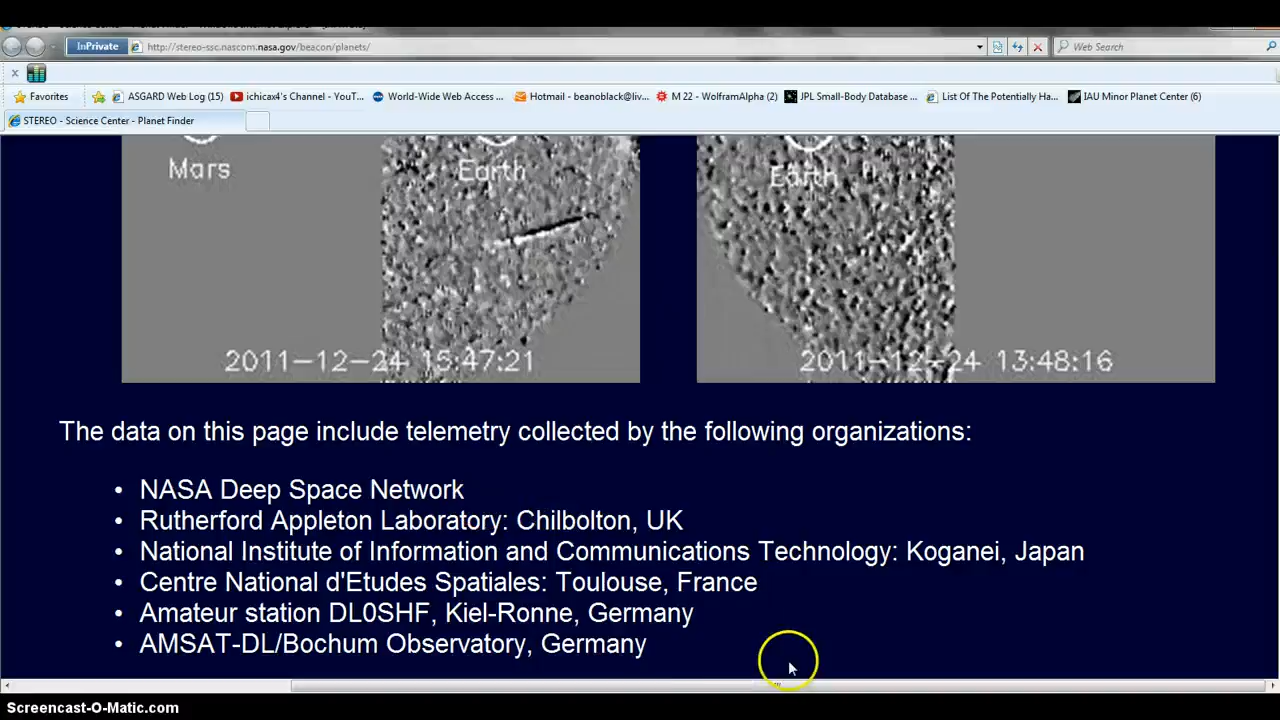 InPrivate
http://stereo-ssc.nascom.nasa.gov/beacon/planets/
Web Search
x
Favorites
ASGARD Web Log (15)
ichicax4's Channel - YouT...
World-Wide Web Access ...
Hotmail - beanoblack@liv...
M 22 - WolframAlpha (2)
JPL Small-Body Database ...
List Of The Potentially Ha...
IAU Minor Planet Center (6)
STEREO - Science Center - Planet Finder
Mars
Earth
Earth
2011-12-24 15:47:21
2011-12-24 13:48:16
The data on this page include telemetry collected by the following organizations:
• NASA Deep Space Network
• Rutherford Appleton Laboratory: Chilbolton, UK
• National Institute of Information and Communications Technology: Koganei, Japan
• Centre National d'Etudes Spatiales: Toulouse, France
• Amateur station DL0SHF, Kiel-Ronne, Germany
• AMSAT-DL/Bochum Observatory, Germany
Screencast-O-Matic.com